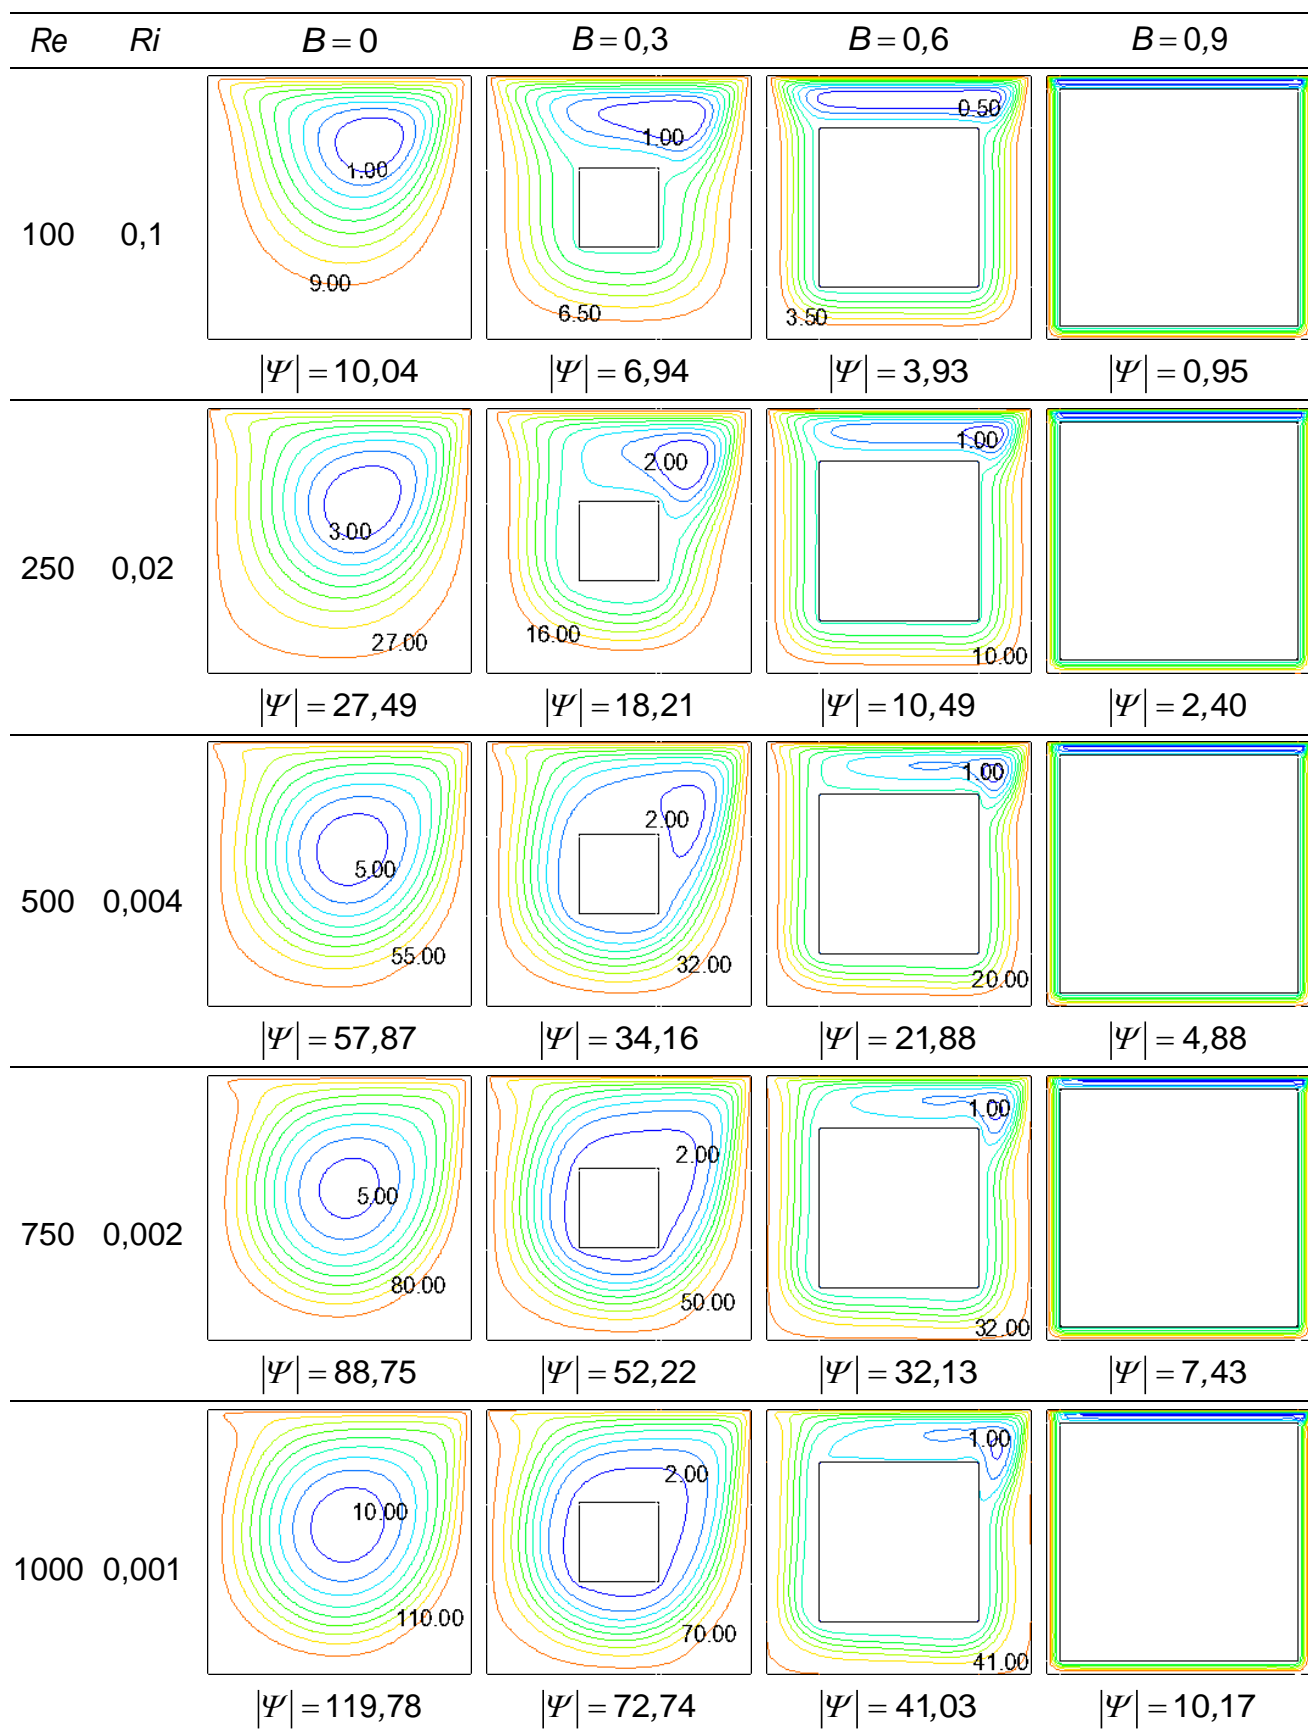 Re Ri B = 0 B = 0,3 B = 0,6 B = 0,9
1.00 1.00 0.50
100 0,1
9.00 6.50 3.50
|Ψ| = 10,04 |Ψ| = 6,94 |Ψ| = 3,93 |Ψ| = 0,95
3.00 2.00 1.00
250 0,02
27.00 16.00 10.00
|Ψ| = 27,49 |Ψ| = 18,21 |Ψ| = 10,49 |Ψ| = 2,40
5.00 2.00 1.00
500 0,004
55.00 32.00 20.00
|Ψ| = 57,87 |Ψ| = 34,16 |Ψ| = 21,88 |Ψ| = 4,88
5.00 2.00 1.00
750 0,002
80.00 50.00 32.00
|Ψ| = 88,75 |Ψ| = 52,22 |Ψ| = 32,13 |Ψ| = 7,43
10.00 2.00 1.00
1000 0,001
110.00 70.00 41.00
|Ψ| = 119,78 |Ψ| = 72,74 |Ψ| = 41,03 |Ψ| = 10,17